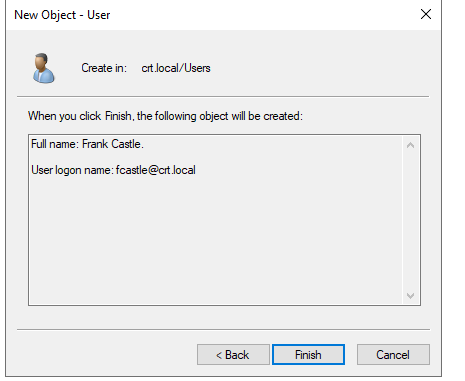 New Object - User
Create in: crt.local/Users
When you click Finish, the following object will be created:
Full name: Frank Castle.
User logon name: fcastle@crt.local
< Back Finish Cancel